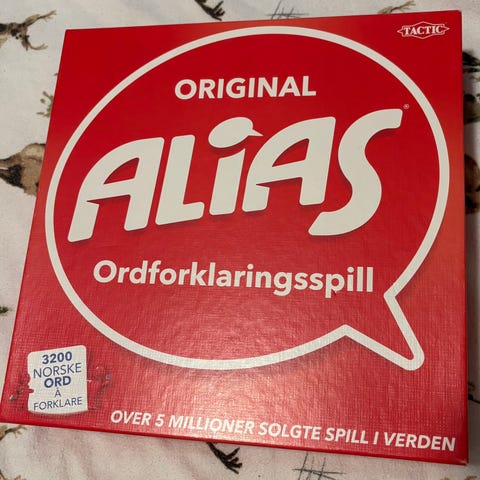 TACTIC
ORIGINAL
ALiAS®
Ordforklaringsspill
3200
NORSKE
ORD
Å
FORKLARE
OVER 5 MILLIONER SOLGTE SPILL I VERDEN